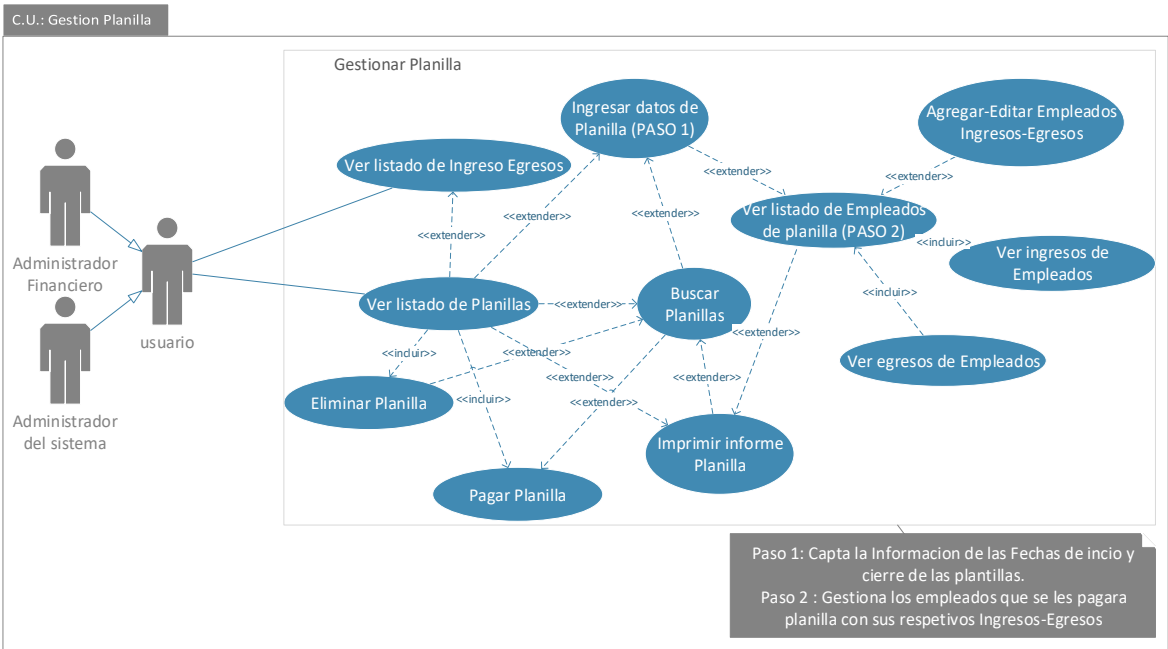 C.U.: Gestion Planilla
Gestionar Planilla
Ingresar datos de
Planilla (PASO 1)
Agregar-Editar Empleados
Ingresos-Egresos
Ver listado de Ingreso Egresos
<<extender>>
<<extender>>
Ver listado de Empleados
de planilla (PASO 2)
<<extender>>
<<extender>>
<<extender>>
<<incluir>>
Ver ingresos de
Empleados
Administrador
Financiero
usuario
Ver listado de Planillas
<<extender>>
Buscar
Planillas
<<incluir>>
<<extender>>
<<incluir>>
<<extender>>
Ver egresos de Empleados
<<extender>>
<<extender>>
Eliminar Planilla
<<incluir>>
<<extender>>
Administrador
del sistema
Imprimir informe
Planilla
Pagar Planilla
Paso 1: Capta la Informacion de las Fechas de incio y
cierre de las plantillas.
Paso 2 : Gestiona los empleados que se les pagara
planilla con sus respetivos Ingresos-Egresos